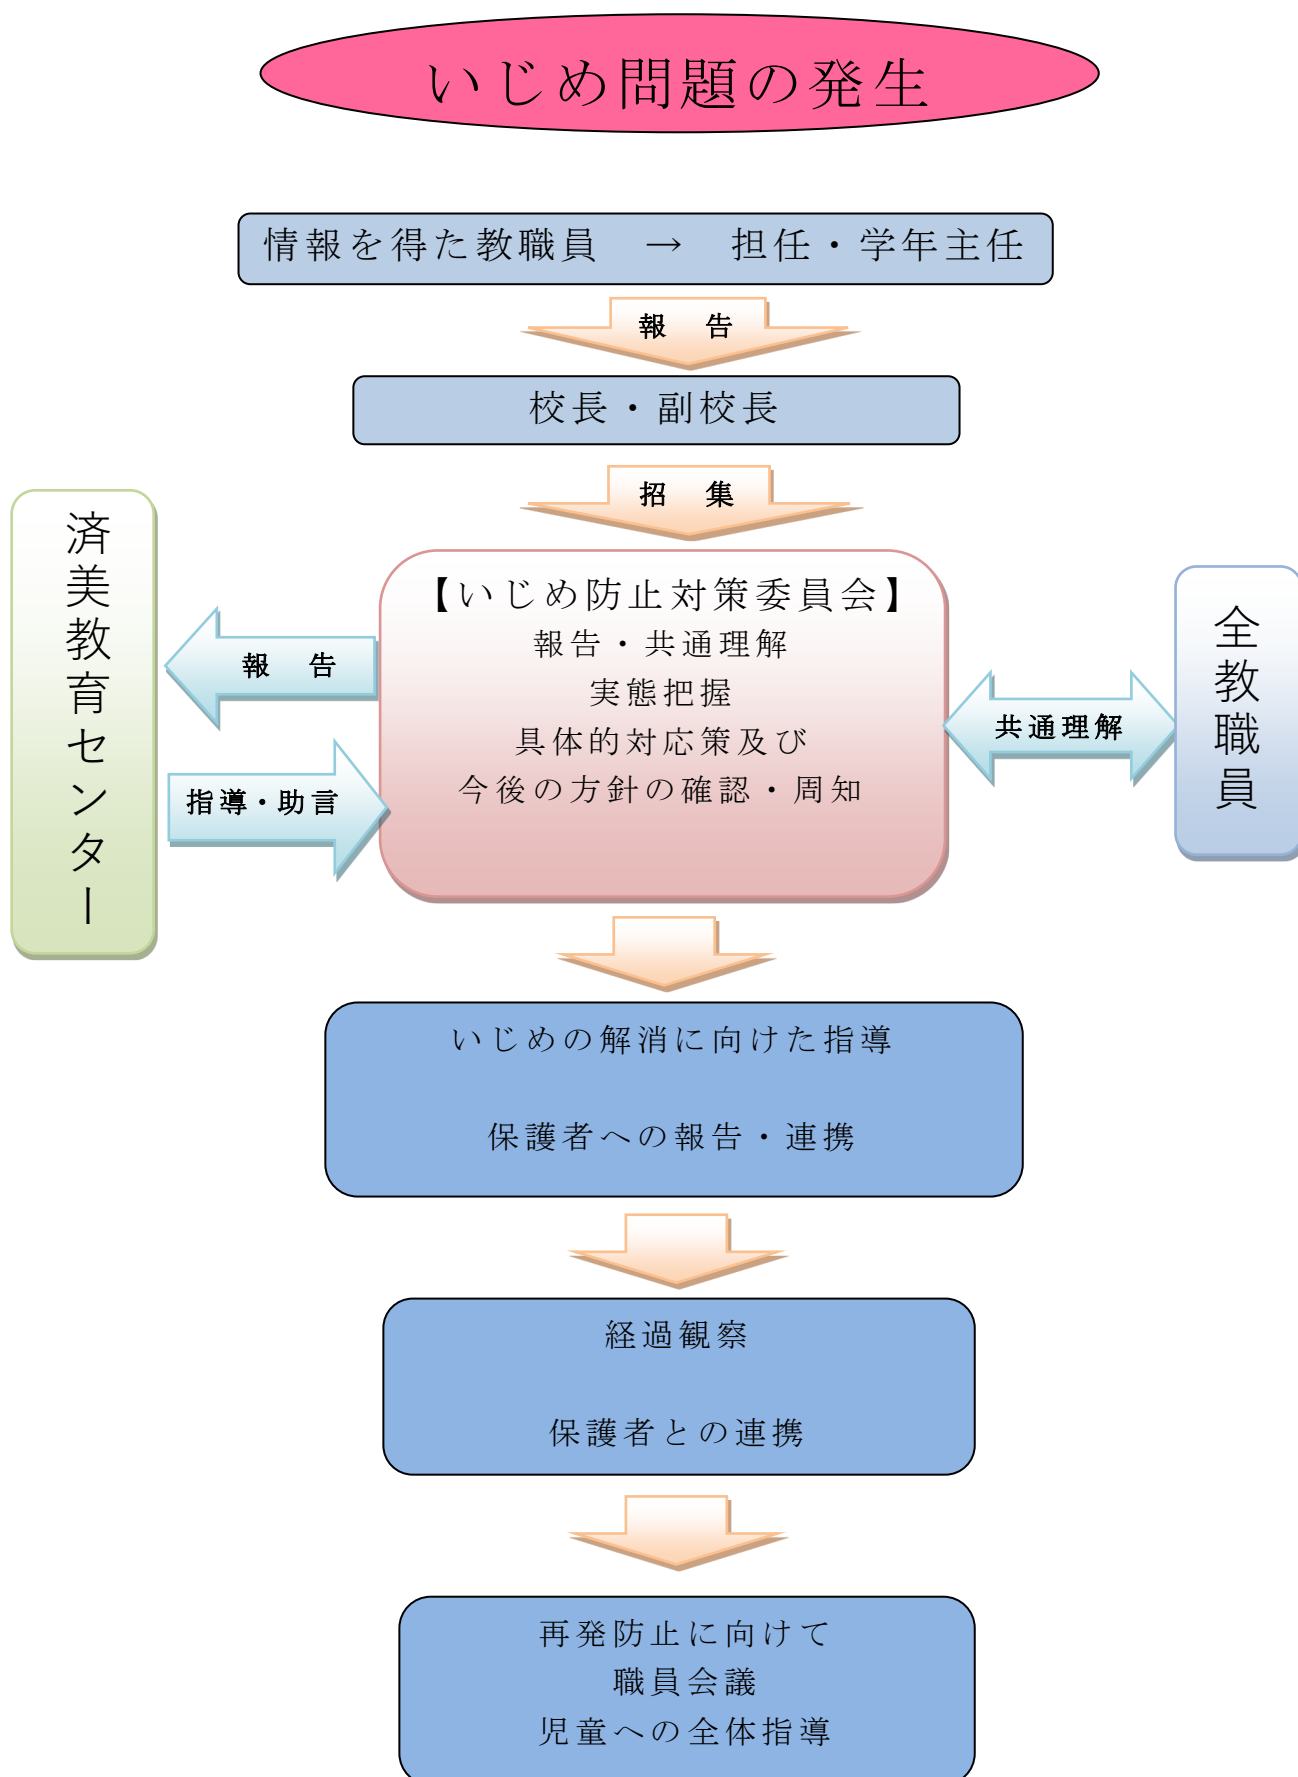 いじめ問題の発生
情報を得た教職員　→　担任・学年主任
報　告
校長・副校長
招　集
済美教育センター
報　告
指導・助言
【いじめ防止対策委員会】
報告・共通理解
実態把握
具体的対応策及び
今後の方針の確認・周知
共通理解
全教職員
いじめの解消に向けた指導
保護者への報告・連携
経過観察
保護者との連携
再発防止に向けて
職員会議
児童への全体指導